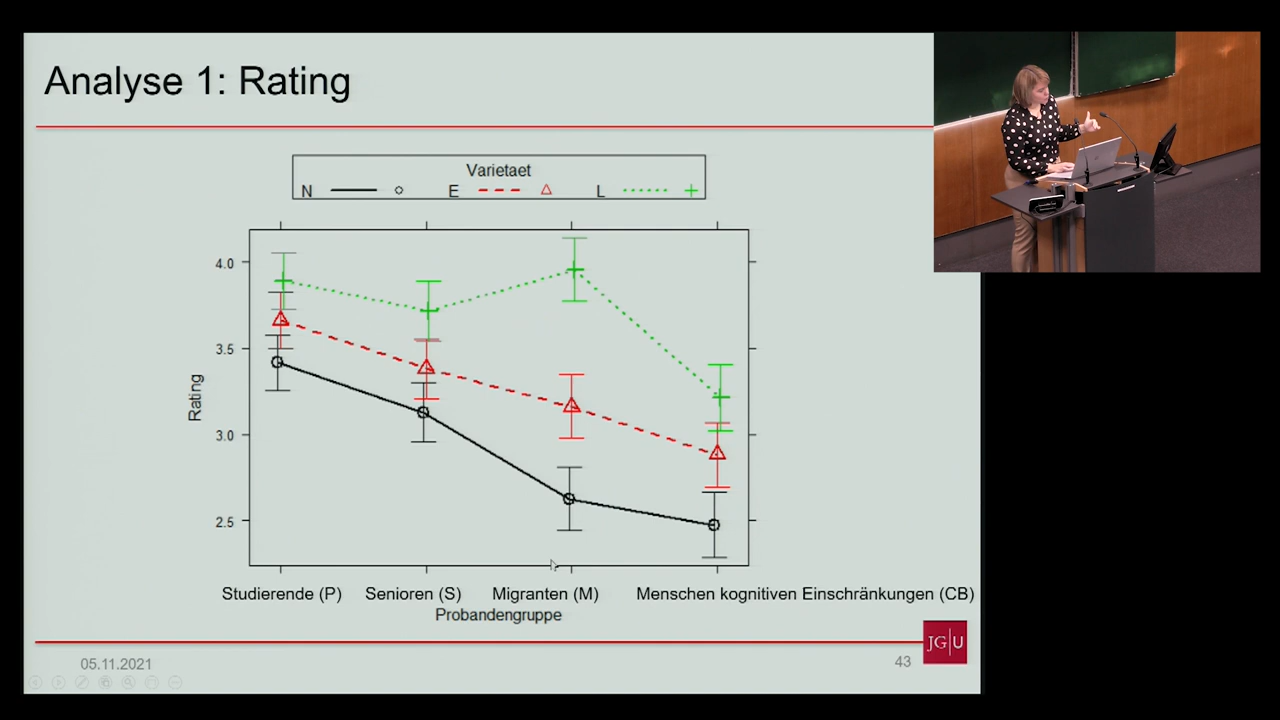 Analyse 1: Rating
Varietaet
N E L
4.0
3.5
3.0
2.5
Rating
Studierende (P) Senioren (S) Migranten (M) Menschen kognitiven Einschränkungen (CB)
Probandengruppe
05.11.2021
43
JG|U